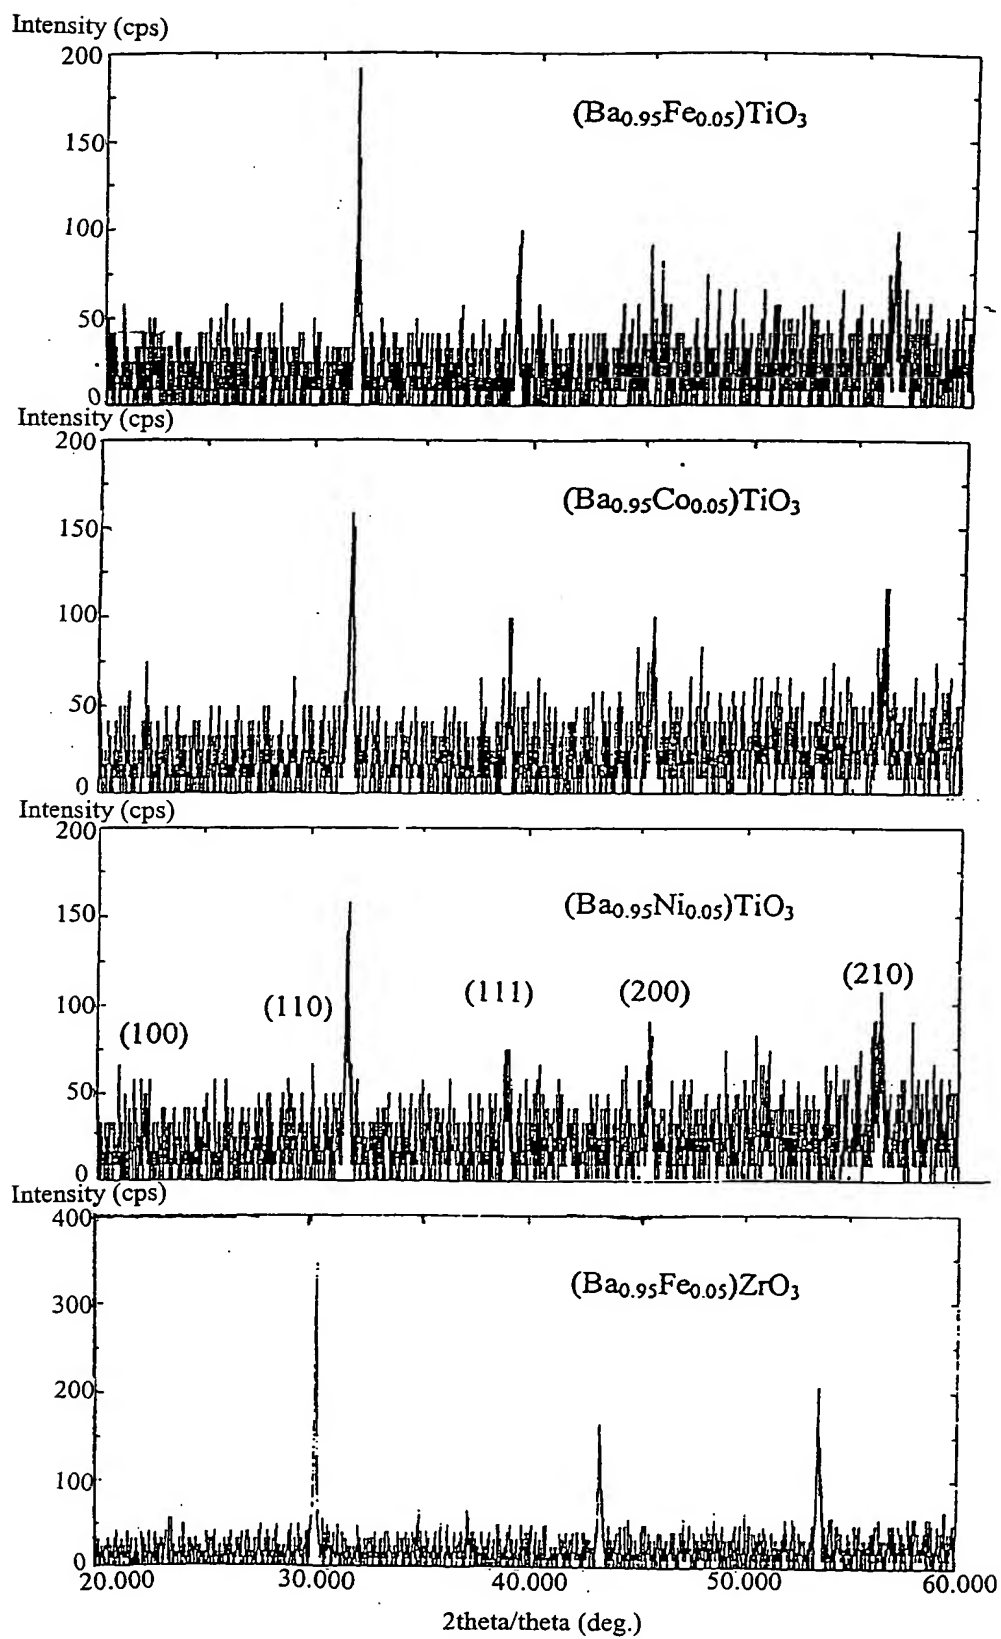 Intensity (cps)
200
(Ba₀.₉₅Fe₀.₀₅)TiO₃
150
100
50
0
Intensity (cps)
200
(Ba₀.₉₅Co₀.₀₅)TiO₃
150
100
50
0
Intensity (cps)
200
(Ba₀.₉₅Ni₀.₀₅)TiO₃
150
(100) (110) (111) (200) (210)
100
50
0
Intensity (cps)
400
(Ba₀.₉₅Fe₀.₀₅)ZrO₃
300
200
100
0
20.000 30.000 40.000 50.000 60.000
2theta/theta (deg.)